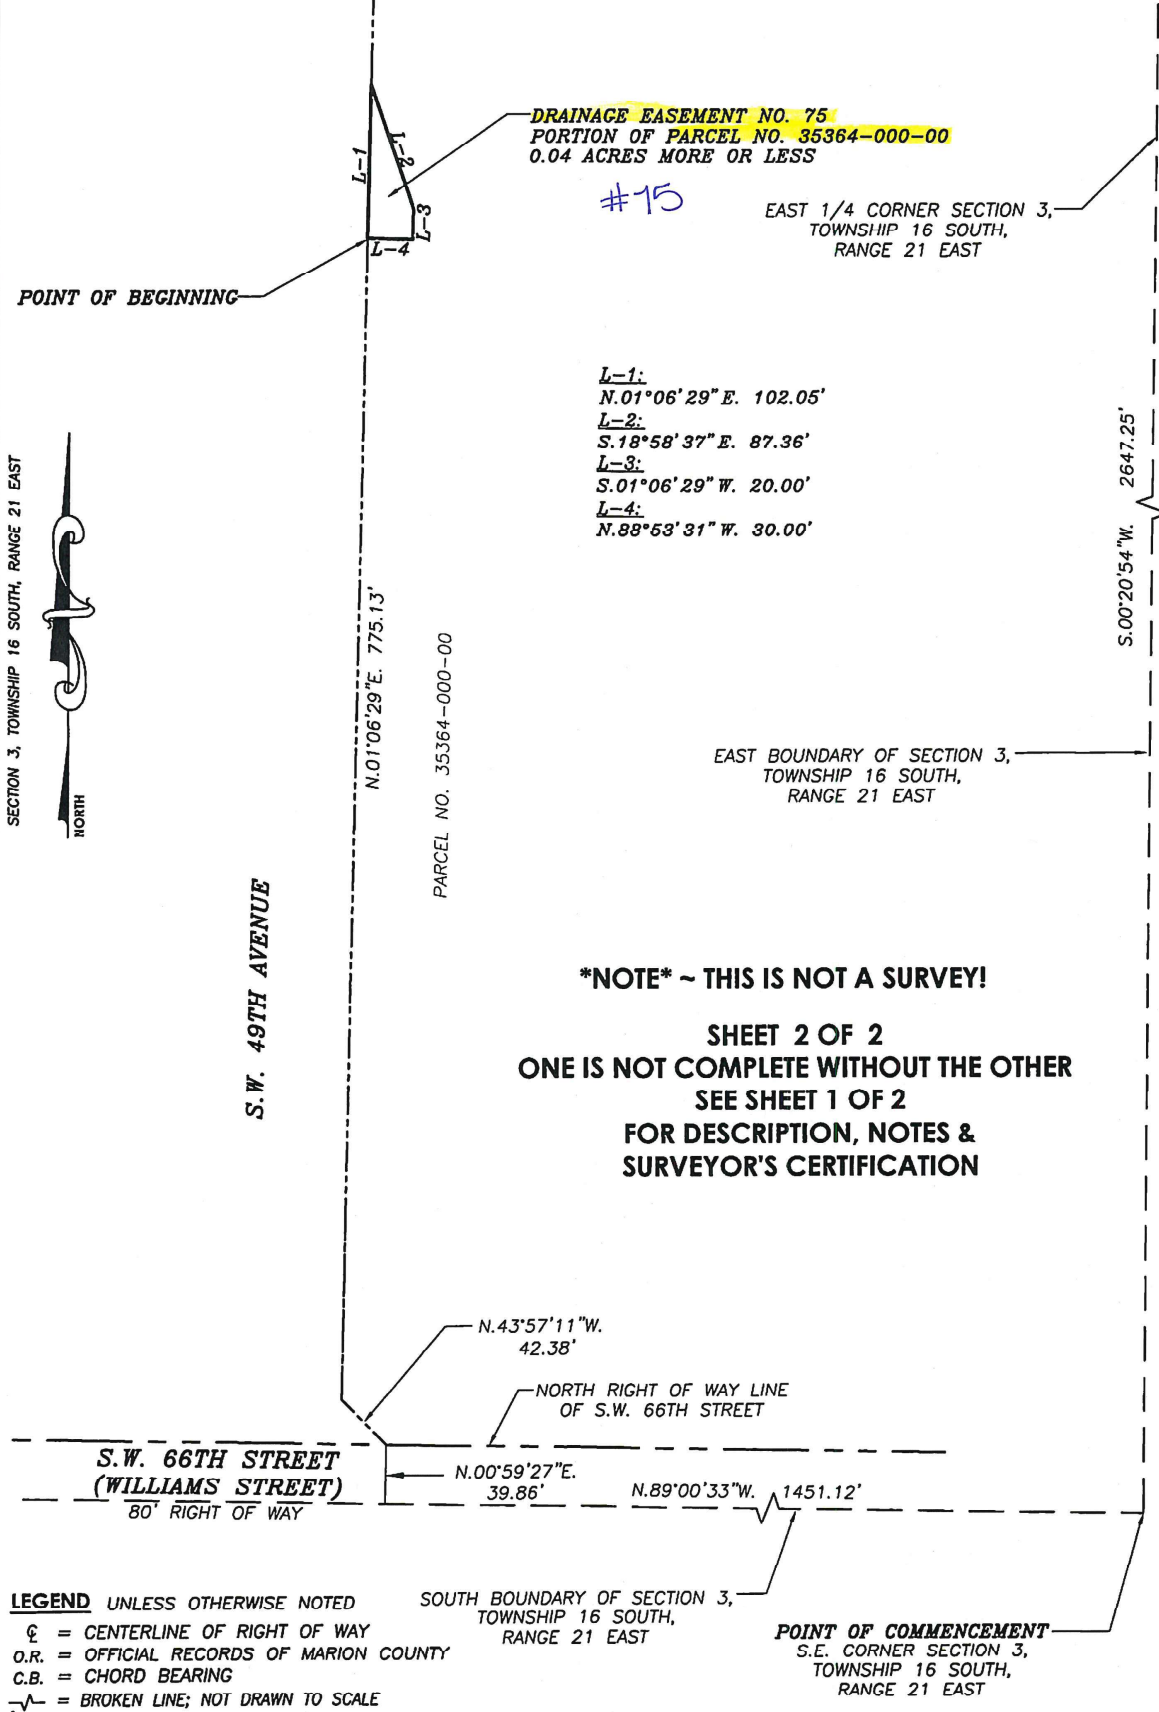 DRAINAGE EASEMENT NO. 75
PORTION OF PARCEL NO. 35364-000-00
0.04 ACRES MORE OR LESS
#75
L-1
L-2
L-3
L-4
EAST 1/4 CORNER SECTION 3,
TOWNSHIP 16 SOUTH,
RANGE 21 EAST
POINT OF BEGINNING
L-1:
N.01°06'29"E. 102.05'
L-2:
S.18°58'37"E. 87.36'
L-3:
S.01°06'29"W. 20.00'
L-4:
N.88°53'31"W. 30.00'
S.00°20'54"W. 2647.25'
SECTION 3, TOWNSHIP 16 SOUTH, RANGE 21 EAST
NORTH
N.01°06'29"E. 775.13'
PARCEL NO. 35364-000-00
EAST BOUNDARY OF SECTION 3,
TOWNSHIP 16 SOUTH,
RANGE 21 EAST
S.W. 49TH AVENUE
*NOTE* ~ THIS IS NOT A SURVEY!
SHEET 2 OF 2
ONE IS NOT COMPLETE WITHOUT THE OTHER
SEE SHEET 1 OF 2
FOR DESCRIPTION, NOTES &
SURVEYOR'S CERTIFICATION
N.43°57'11"W.
42.38'
NORTH RIGHT OF WAY LINE
OF S.W. 66TH STREET
S.W. 66TH STREET
(WILLIAMS STREET)
80' RIGHT OF WAY
N.00°59'27"E.
39.86'
N.89°00'33"W. 1451.12'
LEGEND UNLESS OTHERWISE NOTED
℄ = CENTERLINE OF RIGHT OF WAY
O.R. = OFFICIAL RECORDS OF MARION COUNTY
C.B. = CHORD BEARING
= BROKEN LINE; NOT DRAWN TO SCALE
SOUTH BOUNDARY OF SECTION 3,
TOWNSHIP 16 SOUTH,
RANGE 21 EAST
POINT OF COMMENCEMENT
S.E. CORNER SECTION 3,
TOWNSHIP 16 SOUTH,
RANGE 21 EAST